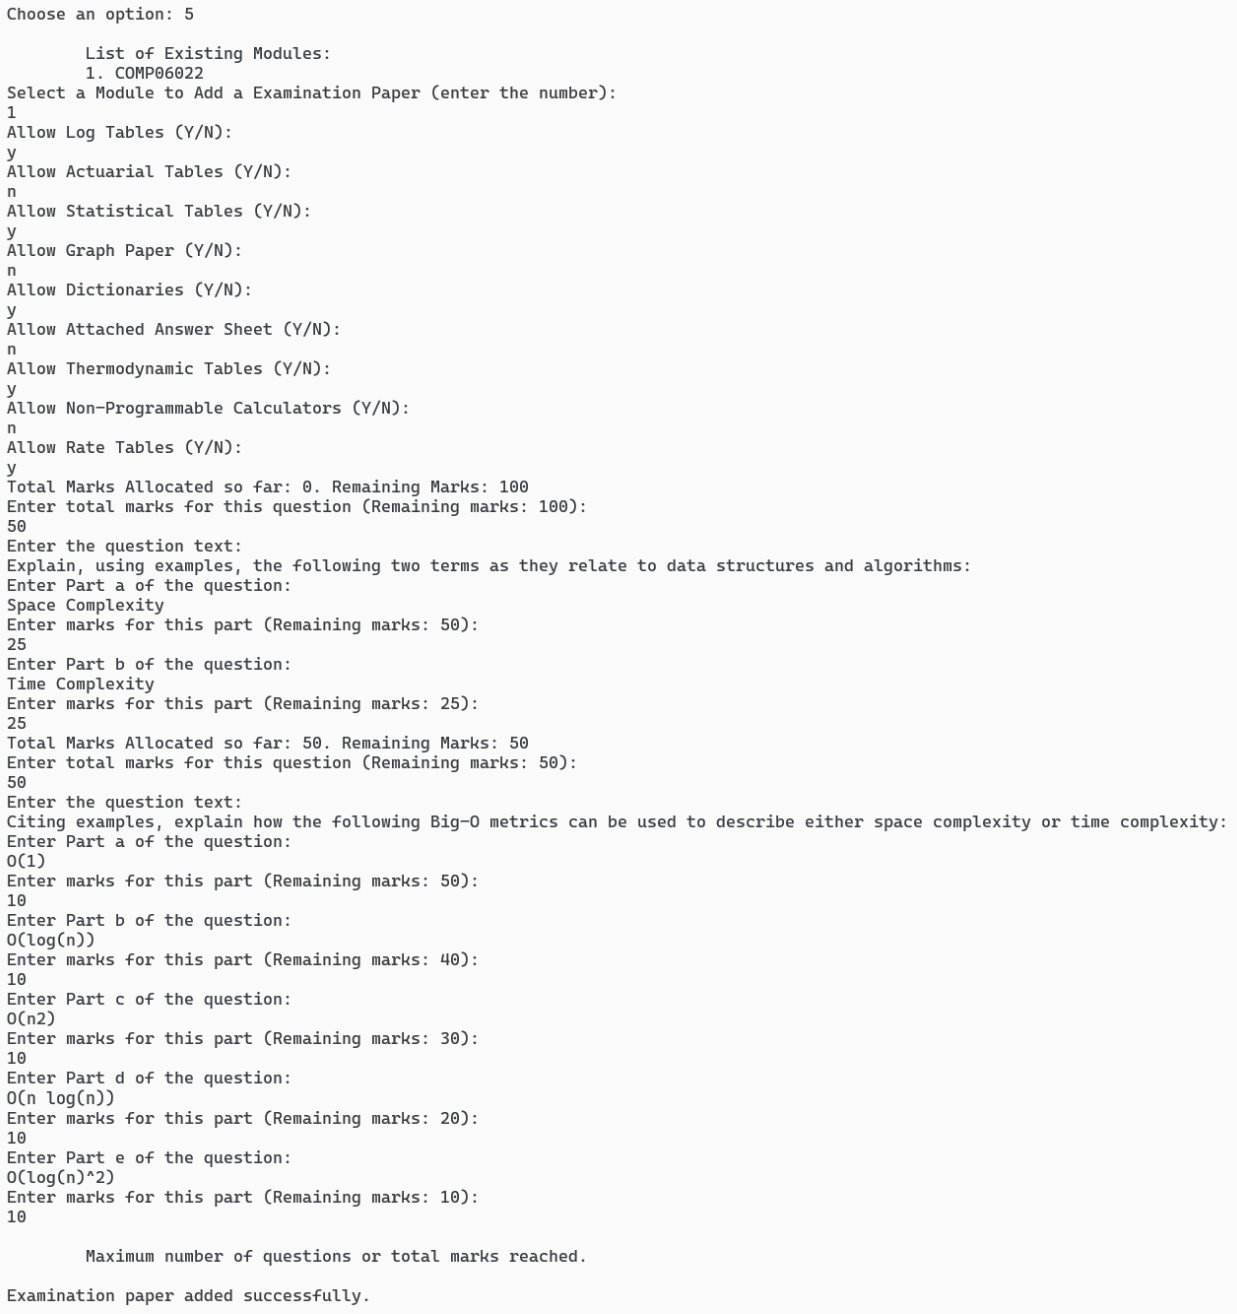 Choose an option: 5
List of Existing Modules:
1. COMP06022
Select a Module to Add a Examination Paper (enter the number):
1
Allow Log Tables (Y/N):
y
Allow Actuarial Tables (Y/N):
n
Allow Statistical Tables (Y/N):
y
Allow Graph Paper (Y/N):
n
Allow Dictionaries (Y/N):
y
Allow Attached Answer Sheet (Y/N):
n
Allow Thermodynamic Tables (Y/N):
y
Allow Non-Programmable Calculators (Y/N):
n
Allow Rate Tables (Y/N):
y
Total Marks Allocated so far: 0. Remaining Marks: 100
Enter total marks for this question (Remaining marks: 100):
50
Enter the question text:
Explain, using examples, the following two terms as they relate to data structures and algorithms:
Enter Part a of the question:
Space Complexity
Enter marks for this part (Remaining marks: 50):
25
Enter Part b of the question:
Time Complexity
Enter marks for this part (Remaining marks: 25):
25
Total Marks Allocated so far: 50. Remaining Marks: 50
Enter total marks for this question (Remaining marks: 50):
50
Enter the question text:
Citing examples, explain how the following Big-O metrics can be used to describe either space complexity or time complexity:
Enter Part a of the question:
O(1)
Enter marks for this part (Remaining marks: 50):
10
Enter Part b of the question:
O(log(n))
Enter marks for this part (Remaining marks: 40):
10
Enter Part c of the question:
O(n2)
Enter marks for this part (Remaining marks: 30):
10
Enter Part d of the question:
O(n log(n))
Enter marks for this part (Remaining marks: 20):
10
Enter Part e of the question:
O(log(n)^2)
Enter marks for this part (Remaining marks: 10):
10
Maximum number of questions or total marks reached.
Examination paper added successfully.